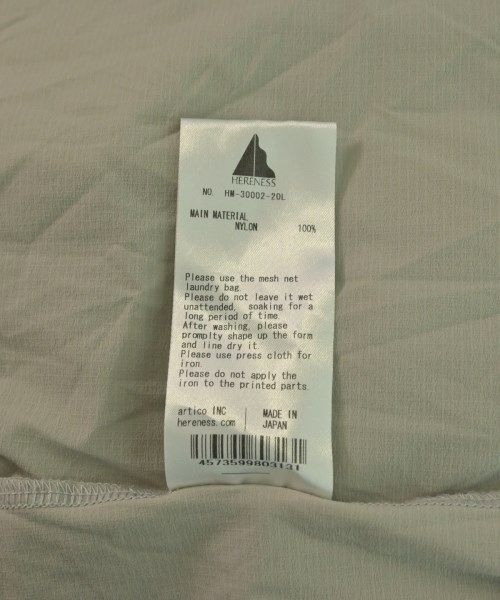 HERENESS
NO. HM-30002-20L
MAIN MATERIAL
NYLON 100%
Please use the mesh net
laundry bag.
Please do not leave it wet
unattended, soaking for a
long period of time.
After washing, please
promplty shape up the form
and line dry it.
Please use press cloth for
iron.
Please do not apply the
iron to the printed parts.
artico INC MADE IN
hereness.com JAPAN
4573599803131